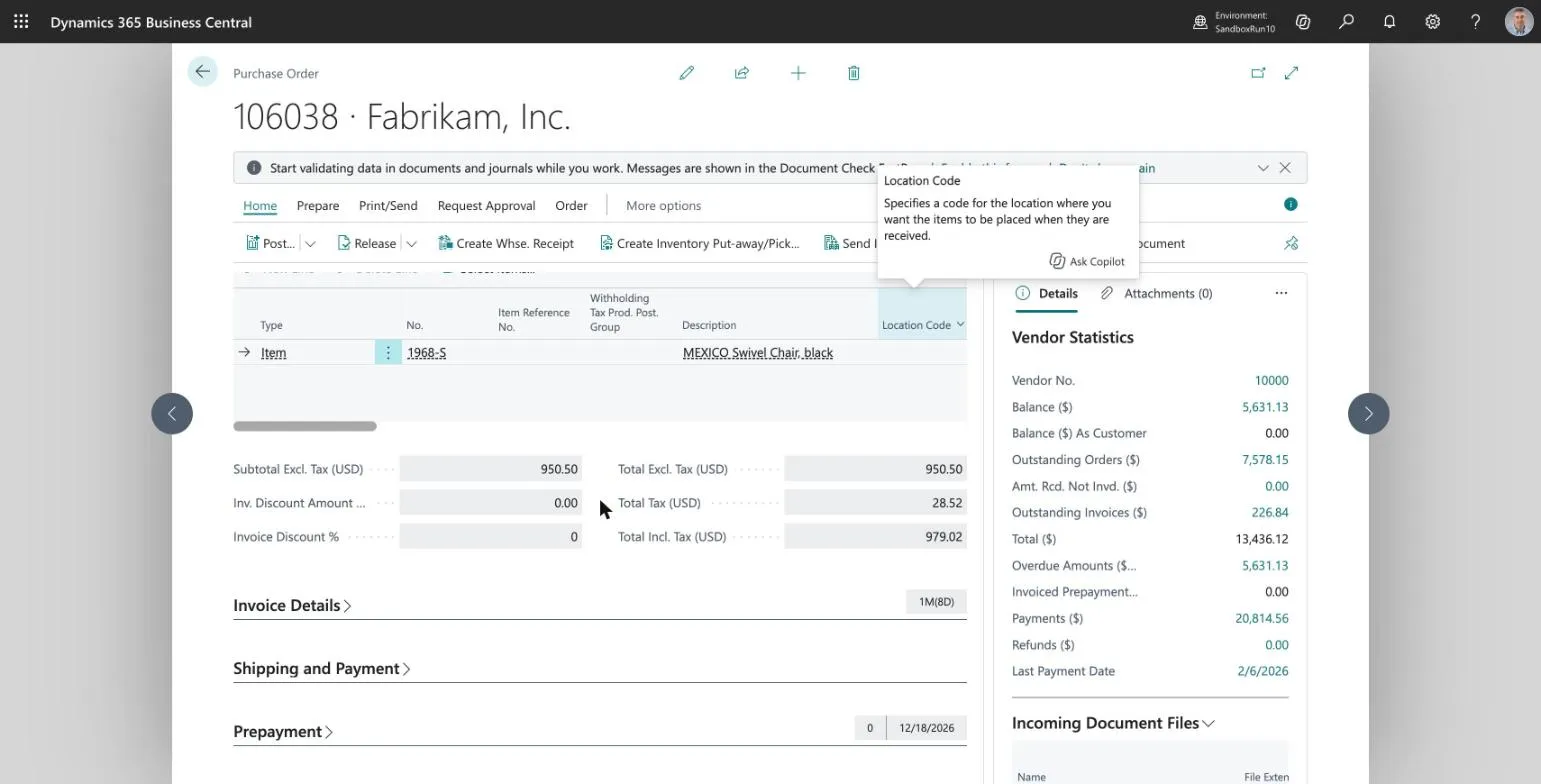 Dynamics 365 Business Central
Environment:
SandboxRun10
?
Purchase Order
106038 · Fabrikam, Inc.
Start validating data in documents and journals while you work. Messages are shown in the Document Check
Location Code
Specifies a code for the location where you
want the items to be placed when they are
received.
Ask Copilot
Home Prepare Print/Send Request Approval Order More options
Post... Release Create Whse. Receipt Create Inventory Put-away/Pick... Send
Details Attachments (0) ...
Type
No.
Item Reference
No.
Withholding
Tax Prod. Post.
Group
Description
Location Code
Item 1968-S MEXICO Swivel Chair, black
Subtotal Excl. Tax (USD) 950.50
Inv. Discount Amount ... 0.00
Invoice Discount % 0
Total Excl. Tax (USD) 950.50
Total Tax (USD) 28.52
Total Incl. Tax (USD) 979.02
Invoice Details 1M(8D)
Shipping and Payment
Prepayment 0 12/18/2026
Vendor Statistics
Vendor No. 10000
Balance ($) 5,631.13
Balance ($) As Customer 0.00
Outstanding Orders ($) 7,578.15
Amt. Rcd. Not Invd. ($) 0.00
Outstanding Invoices ($) 226.84
Total ($) 13,436.12
Overdue Amounts ($... 5,631.13
Invoiced Prepayment... 0.00
Payments ($) 20,814.56
Refunds ($) 0.00
Last Payment Date 2/6/2026
Incoming Document Files
Name File Exten